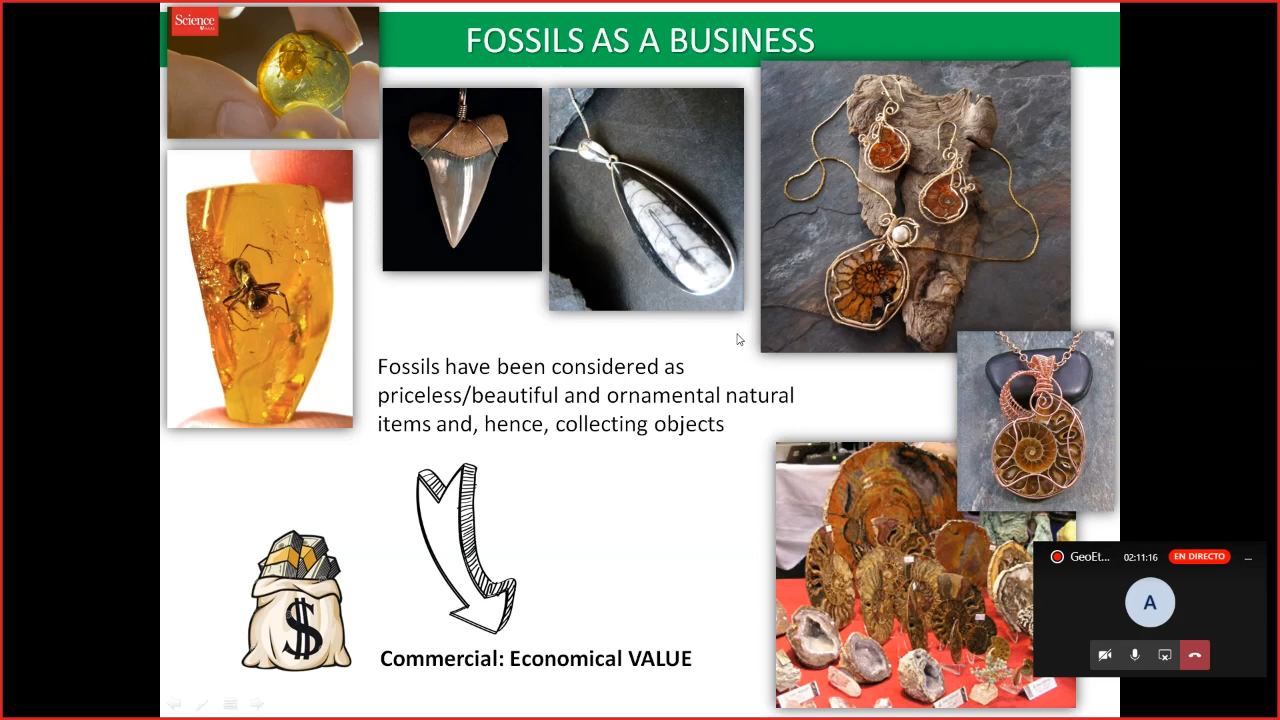 Science
FOSSILS AS A BUSINESS
Fossils have been considered as
priceless/beautiful and ornamental natural
items and, hence, collecting objects
$
Commercial: Economical VALUE
GeoEt...
02:11:16
EN DIRECTO
A